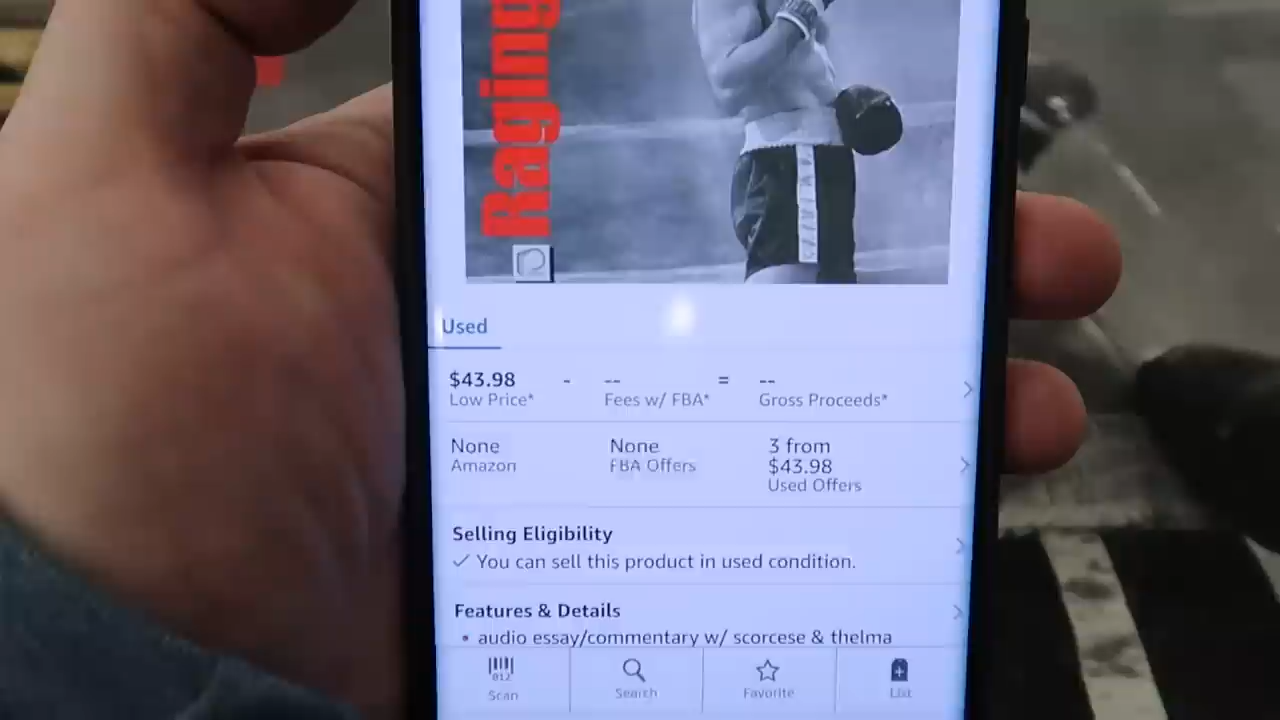 Raging
Used
$43.98 - -- = --
Low Price* Fees w/ FBA* Gross Proceeds*
None None 3 from
Amazon FBA Offers $43.98
Used Offers
Selling Eligibility
✓ You can sell this product in used condition.
Features & Details
• audio essay/commentary w/ scorcese & thelma
012
Scan Search Favorite List